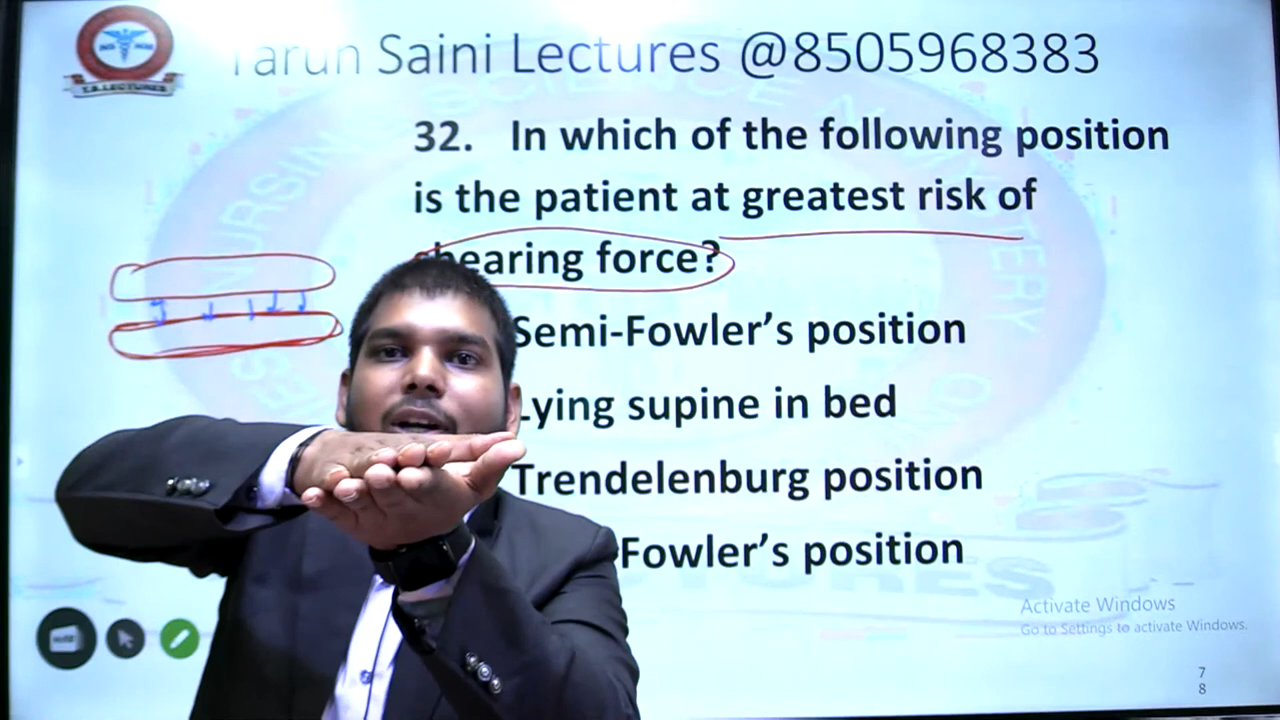 Tarun Saini Lectures @8505968383
32. In which of the following position
is the patient at greatest risk of
shearing force?
Semi-Fowler’s position
Lying supine in bed
Trendelenburg position
Fowler’s position
Activate Windows
Go to Settings to activate Windows.
7
8
T.S.LECTURES